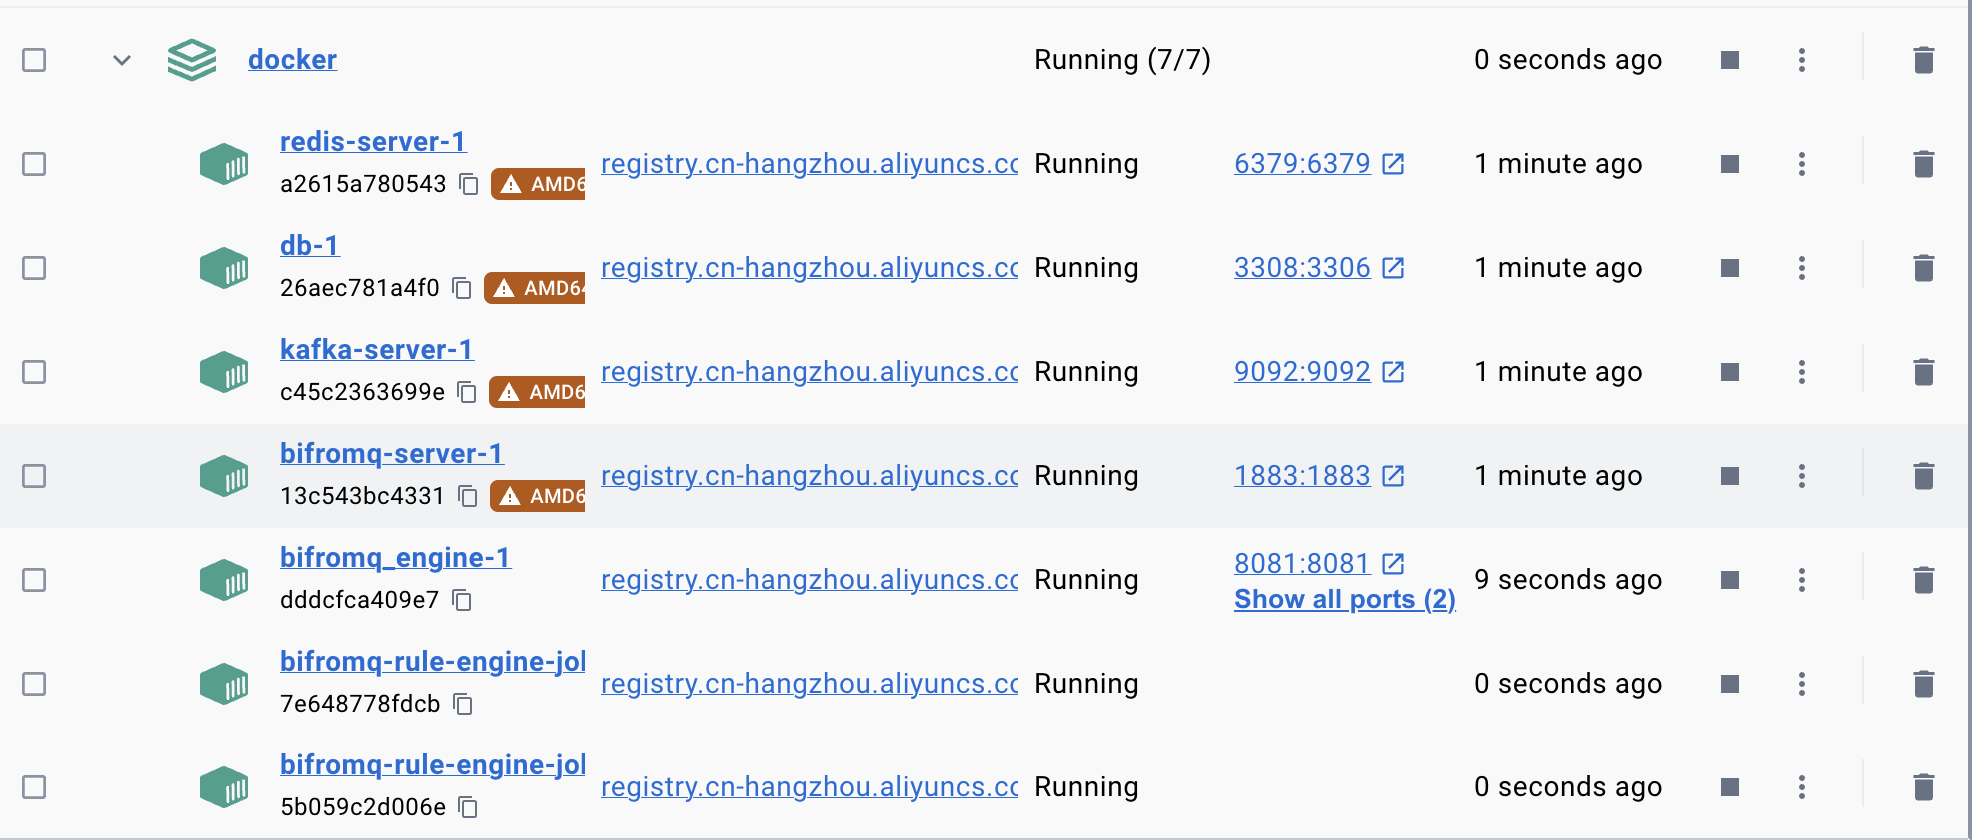 docker Running (7/7) 0 seconds ago
redis-server-1
a2615a780543 AMD6 registry.cn-hangzhou.aliyuncs.cc Running 6379:6379 1 minute ago
db-1
26aec781a4f0 AMD64 registry.cn-hangzhou.aliyuncs.cc Running 3308:3306 1 minute ago
kafka-server-1
c45c2363699e AMD6 registry.cn-hangzhou.aliyuncs.cc Running 9092:9092 1 minute ago
bifromq-server-1
13c543bc4331 AMD6 registry.cn-hangzhou.aliyuncs.cc Running 1883:1883 1 minute ago
bifromq_engine-1
dddcfca409e7 registry.cn-hangzhou.aliyuncs.cc Running 8081:8081 9 seconds ago
Show all ports (2)
bifromq-rule-engine-jol
7e648778fdcb registry.cn-hangzhou.aliyuncs.cc Running 0 seconds ago
bifromq-rule-engine-jol
5b059c2d006e registry.cn-hangzhou.aliyuncs.cc Running 0 seconds ago